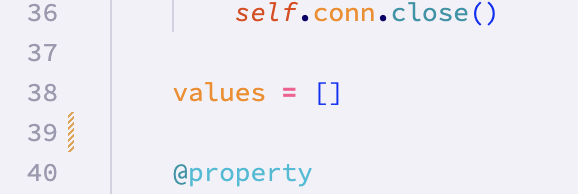 36 self.conn.close()
37
38 values = []
39
40 @property